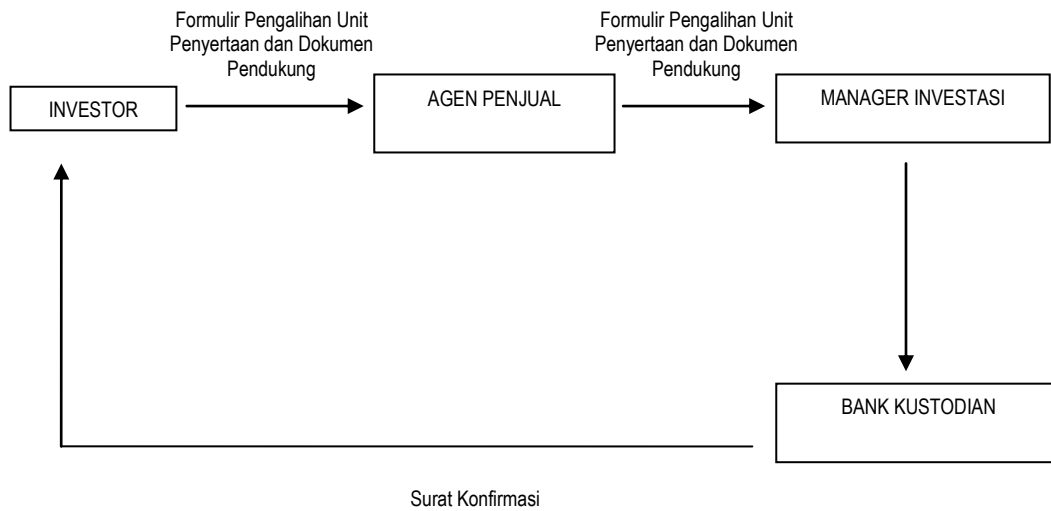 Formulir Pengalihan Unit
Penyertaan dan Dokumen
Pendukung
Formulir Pengalihan Unit
Penyertaan dan Dokumen
Pendukung
INVESTOR
AGEN PENJUAL
MANAGER INVESTASI
BANK KUSTODIAN
Surat Konfirmasi